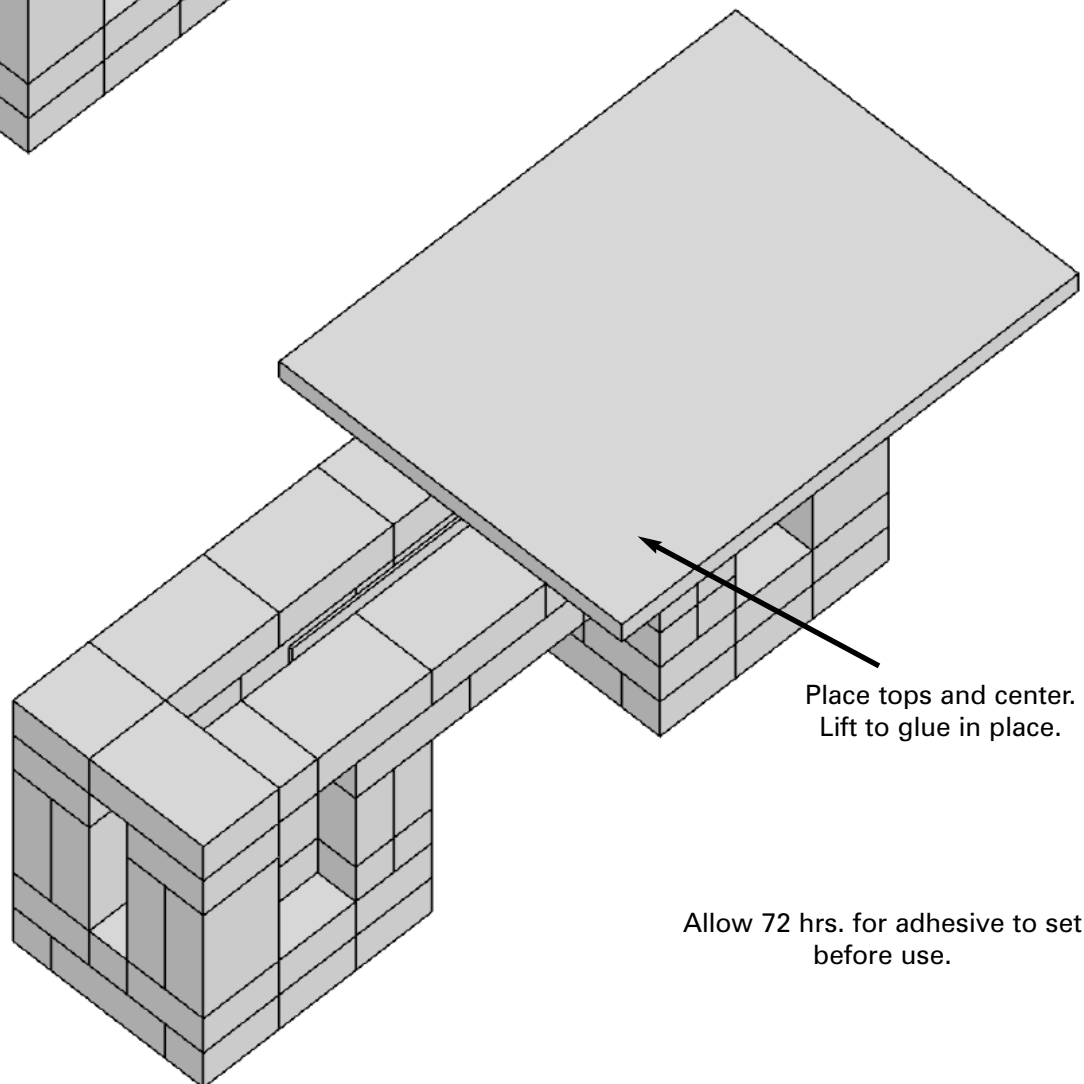 Place tops and center.
Lift to glue in place.
Allow 72 hrs. for adhesive to set
before use.